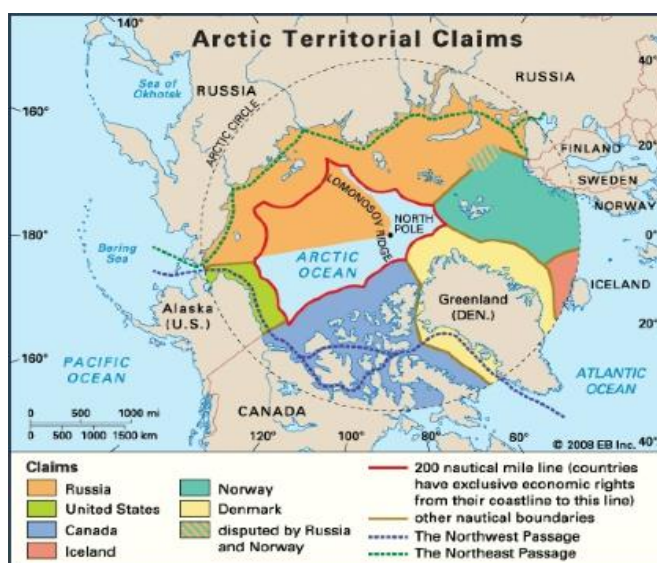 Arctic Territorial Claims
140°
40°
Sea of
Okhotsk
RUSSIA
RUSSIA
160°
ARCTIC CIRCLE
FINLAND
20°
SWEDEN
NORWAY
LOMONOSOV RIDGE
NORTH
POLE
180°
0°
Bering
Sea
ARCTIC
OCEAN
ICELAND
Alaska
(U.S.)
Greenland
(DEN.)
20°
160°
PACIFIC
OCEAN
ATLANTIC
OCEAN
CANADA
0 500 1000 mi
0 500 1000 1500 km
120°
100°
80°
60°
40°
© 2008 EB Inc.
Claims
Russia
United States
Canada
Iceland
Norway
Denmark
disputed by Russia
and Norway
200 nautical mile line (countries
have exclusive economic rights
from their coastline to this line)
other nautical boundaries
The Northwest Passage
The Northeast Passage